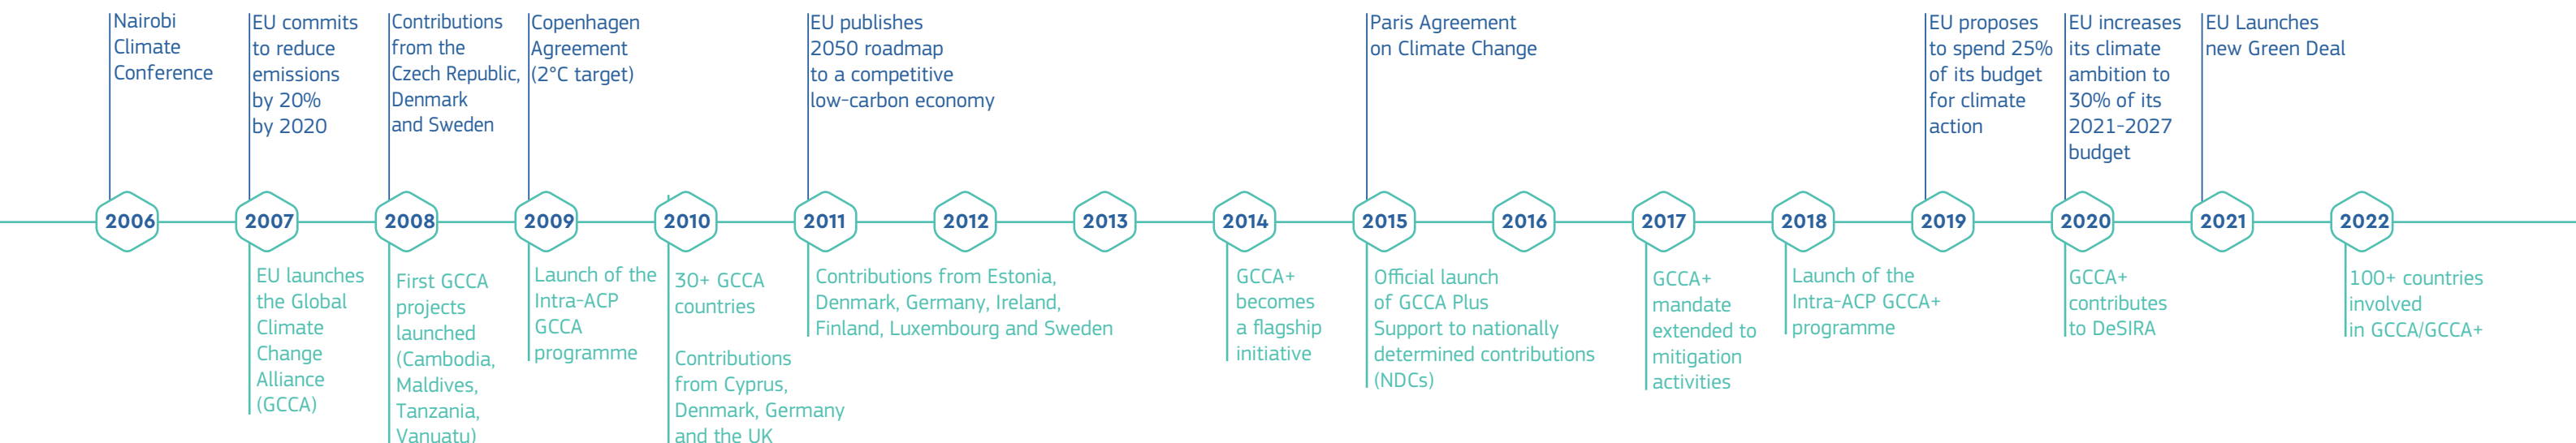 Nairobi
Climate
Conference
EU commits
to reduce
emissions
by 20%
by 2020
Contributions
from the
Czech Republic,
Denmark
and Sweden
Copenhagen
Agreement
(2°C target)
EU publishes
2050 roadmap
to a competitive
low-carbon economy
Paris Agreement
on Climate Change
EU proposes
to spend 25%
of its budget
for climate
action
EU increases
its climate
ambition to
30% of its
2021-2027
budget
EU Launches
new Green Deal
2006
2007
2008
2009
2010
2011
2012
2013
2014
2015
2016
2017
2018
2019
2020
2021
2022
EU launches
the Global
Climate
Change
Alliance
(GCCA)
First GCCA
projects
launched
(Cambodia,
Maldives,
Tanzania,
Vanuatu)
Launch of the
Intra-ACP
GCCA
programme
30+ GCCA
countries
Contributions
from Cyprus,
Denmark, Germany
and the UK
Contributions from Estonia,
Denmark, Germany, Ireland,
Finland, Luxembourg and Sweden
GCCA+
becomes
a flagship
initiative
Official launch
of GCCA Plus
Support to nationally
determined contributions
(NDCs)
GCCA+
mandate
extended to
mitigation
activities
Launch of the
Intra-ACP GCCA+
programme
GCCA+
contributes
to DeSIRA
100+ countries
involved
in GCCA/GCCA+